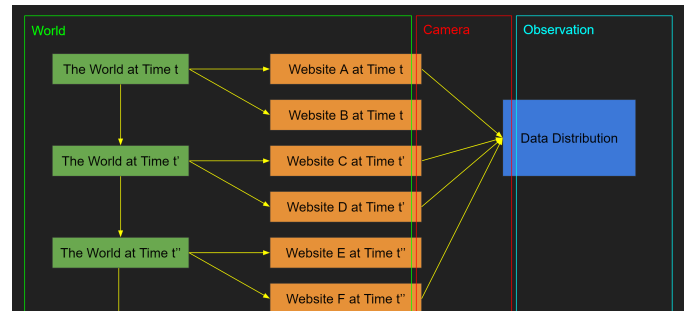 World
Camera
Observation
The World at Time t
Website A at Time t
Website B at Time t
Data Distribution
The World at Time t’
Website C at Time t’
Website D at Time t’
The World at Time t’’
Website E at Time t’’
Website F at Time t’’